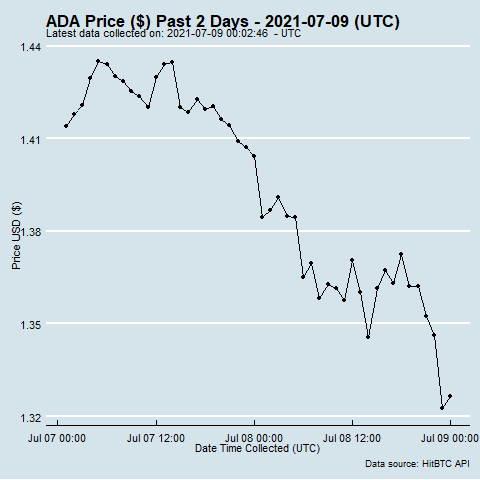 ADA Price ($) Past 2 Days - 2021-07-09 (UTC)
Latest data collected on: 2021-07-09 00:02:46 - UTC
1.44
1.41
1.38
1.35
1.32
Price USD ($)
Jul 07 00:00 Jul 07 12:00 Jul 08 00:00 Jul 08 12:00 Jul 09 00:00
Date Time Collected (UTC)
Data source: HitBTC API